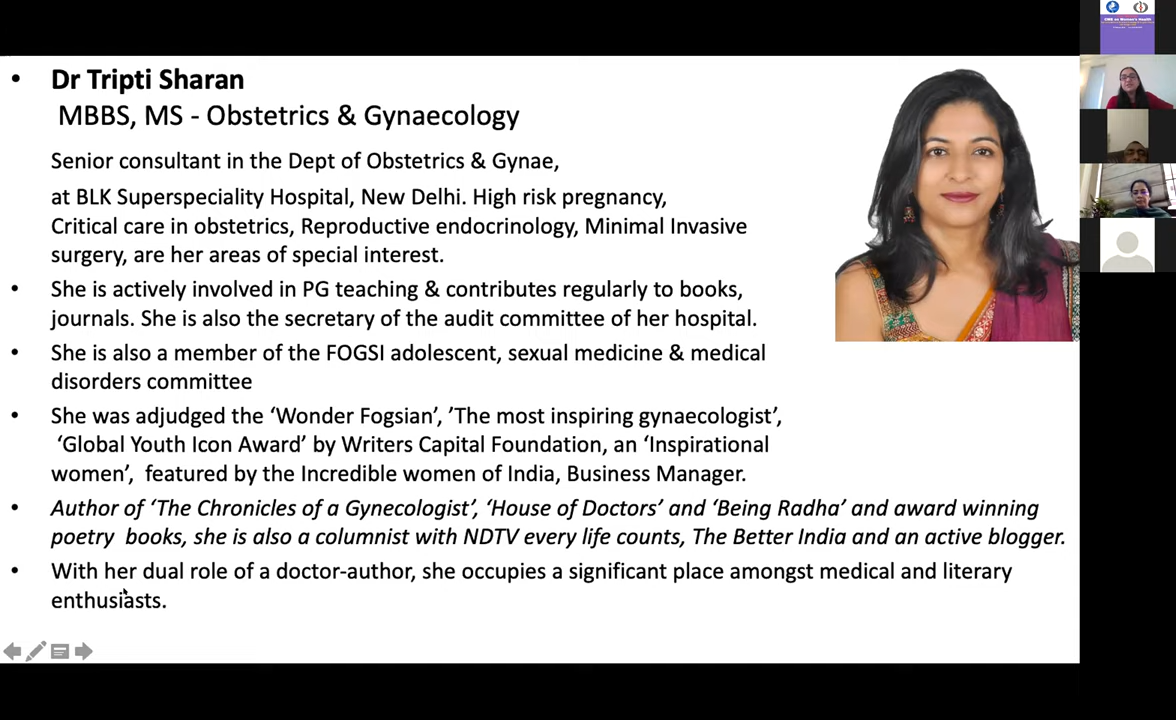 CME on Women's Health
• Dr Tripti Sharan
MBBS, MS - Obstetrics & Gynaecology
Senior consultant in the Dept of Obstetrics & Gynae,
at BLK Superspeciality Hospital, New Delhi. High risk pregnancy,
Critical care in obstetrics, Reproductive endocrinology, Minimal Invasive
surgery, are her areas of special interest.
• She is actively involved in PG teaching & contributes regularly to books,
journals. She is also the secretary of the audit committee of her hospital.
• She is also a member of the FOGSI adolescent, sexual medicine & medical
disorders committee
• She was adjudged the ‘Wonder Fogsian’, ’The most inspiring gynaecologist’,
‘Global Youth Icon Award’ by Writers Capital Foundation, an ‘Inspirational
women’, featured by the Incredible women of India, Business Manager.
• Author of ‘The Chronicles of a Gynecologist’, ‘House of Doctors’ and ‘Being Radha’ and award winning
poetry books, she is also a columnist with NDTV every life counts, The Better India and an active blogger.
• With her dual role of a doctor-author, she occupies a significant place amongst medical and literary
enthusiasts.